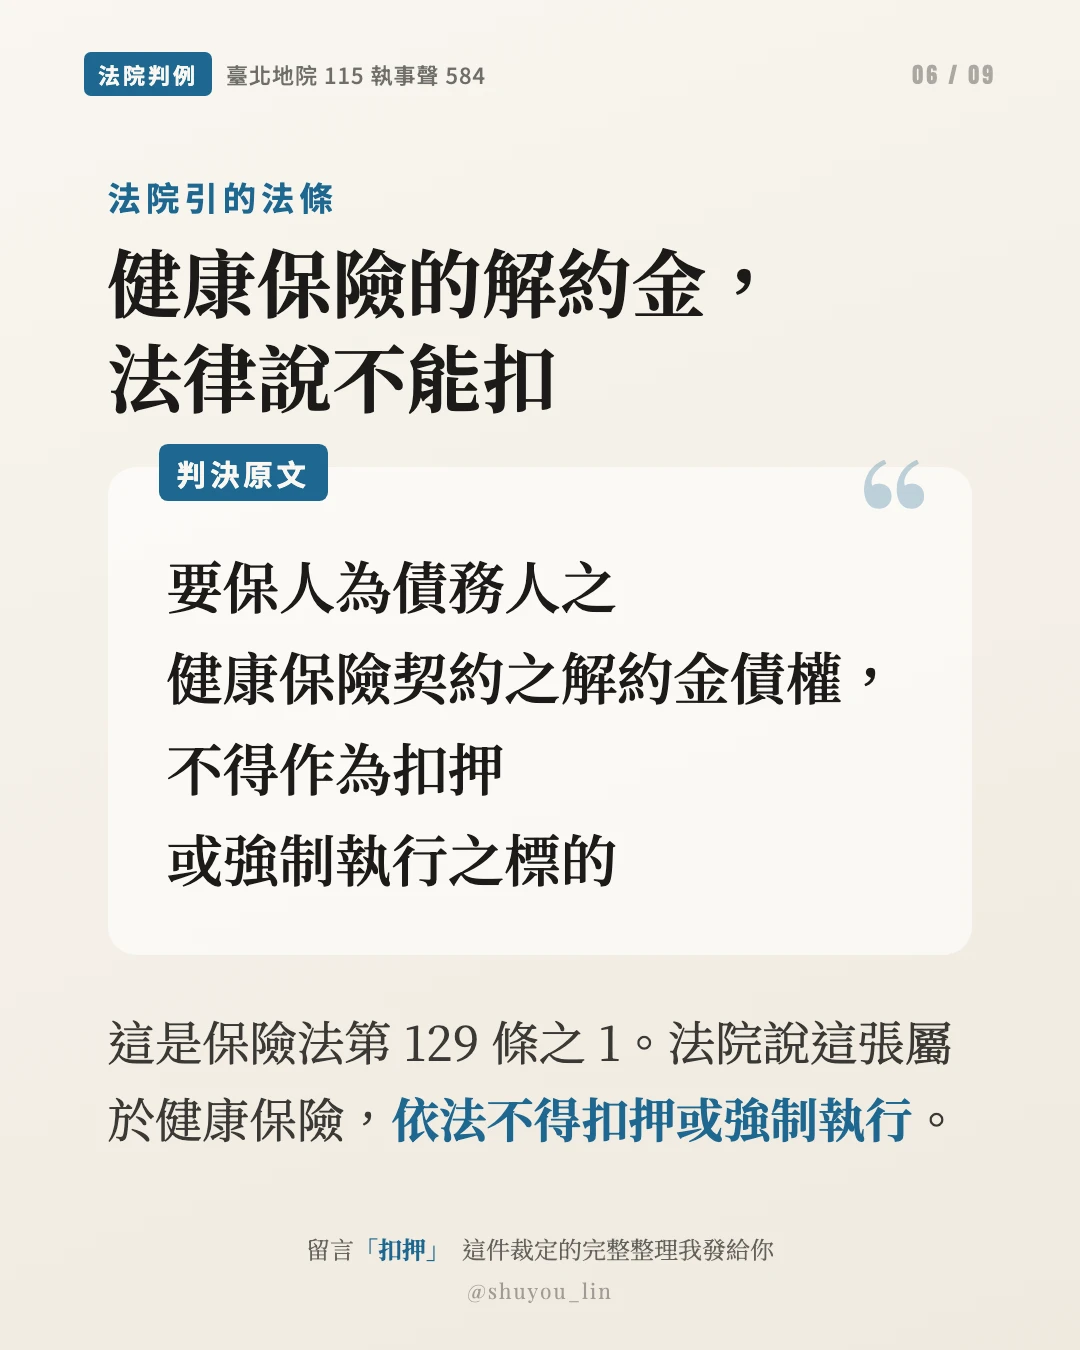 法院判例 臺北地院 115 執事聲 584 06 / 09
法院引的法條
健康保險的解約金，
法律說不能扣
判決原文
“
要保人為債務人之
健康保險契約之解約金債權，
不得作為扣押
或強制執行之標的
這是保險法第 129 條之 1。法院說這張屬
於健康保險，依法不得扣押或強制執行。
留言「扣押」 這件裁定的完整整理我發給你
@shuyou_lin